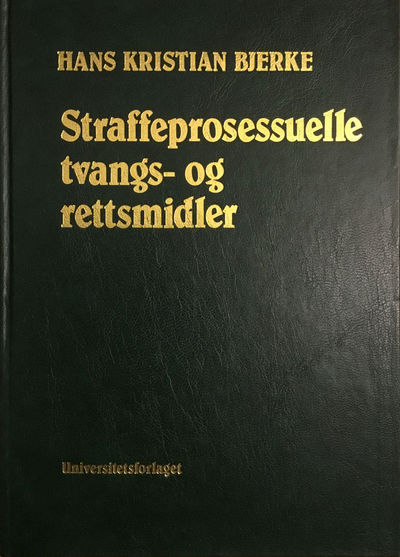 HANS KRISTIAN BJERKE
Straffeprosessuelle
tvangs- og
rettsmidler
Universitetsforlaget